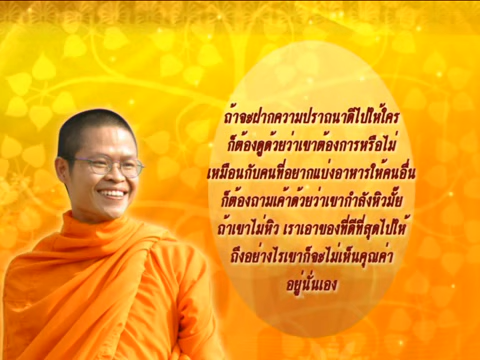 ถ้าจะฝากความปรารถนาดีไปให้ใคร
ก็ต้องดูด้วยว่าเขาต้องการหรือไม่
เหมือนกับคนที่อยากแบ่งอาหารให้คนอื่น
ก็ต้องถามเค้าด้วยว่าเขากำลังหิวมั๊ย
ถ้าเขาไม่หิว เราเอาของที่ดีที่สุดไปให้
ถึงอย่างไรเขาก็จะไม่เห็นคุณค่า
อยู่นั่นเอง